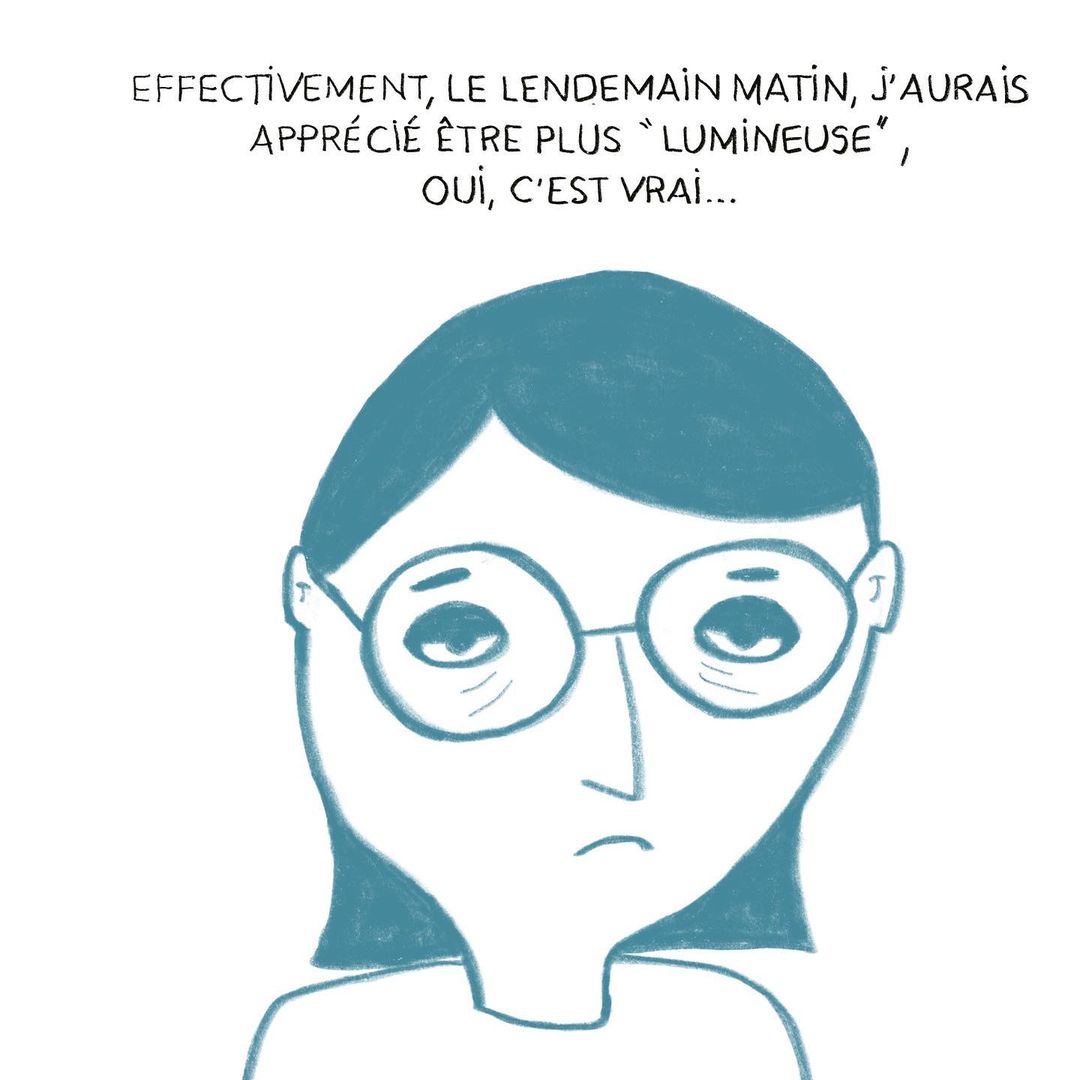 EFFECTIVEMENT, LE LENDEMAIN MATIN, J'AURAIS
APPRÉCIÉ ÊTRE PLUS "LUMINEUSE",
OUI, C'EST VRAI...